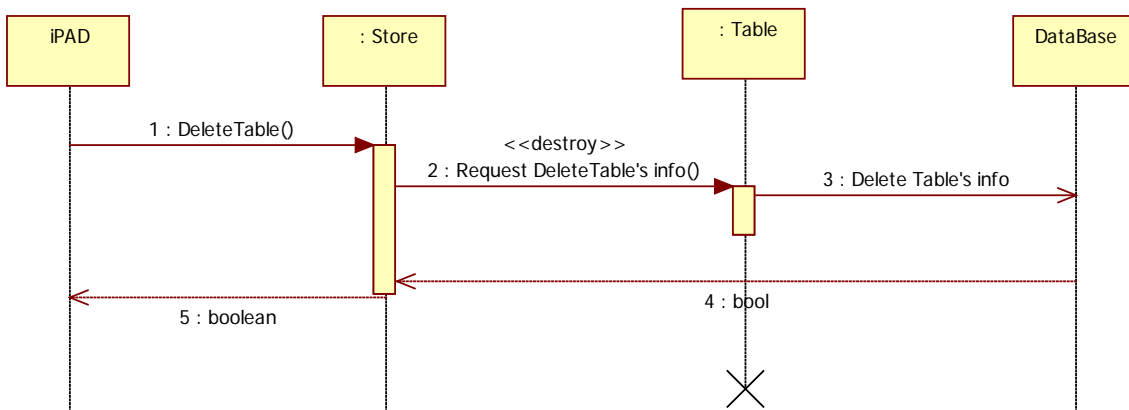 iPAD
: Store
: Table
DataBase
1 : DeleteTable()
<<destroy>>
2 : Request DeleteTable's info()
3 : Delete Table's info
4 : bool
5 : boolean